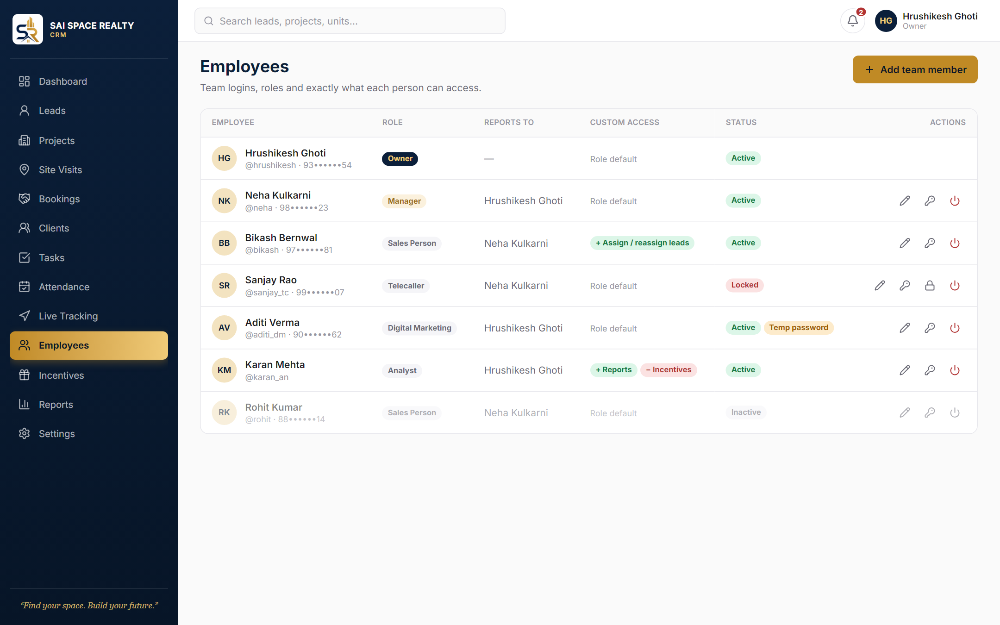 SAI SPACE REALTY
CRM
Dashboard
Leads
Projects
Site Visits
Bookings
Clients
Tasks
Attendance
Live Tracking
Employees
Incentives
Reports
Settings
“Find your space. Build your future.”
Search leads, projects, units...
2
HG
Hrushikesh Ghoti
Owner
Employees
Team logins, roles and exactly what each person can access.
+ Add team member
EMPLOYEE ROLE REPORTS TO CUSTOM ACCESS STATUS ACTIONS
HG Hrushikesh Ghoti Owner — Role default Active
@hrushikesh · 93••••••54
NK Neha Kulkarni Manager Hrushikesh Ghoti Role default Active
@neha · 98••••••23
BB Bikash Bernwal Sales Person Neha Kulkarni + Assign / reassign leads Active
@bikash · 97••••••81
SR Sanjay Rao Telecaller Neha Kulkarni Role default Locked
@sanjay_tc · 99••••••07
AV Aditi Verma Digital Marketing Hrushikesh Ghoti Role default Active Temp password
@aditi_dm · 90••••••62
KM Karan Mehta Analyst Hrushikesh Ghoti + Reports − Incentives Active
@karan_an
RK Rohit Kumar Sales Person Neha Kulkarni Role default Inactive
@rohit · 88••••••14